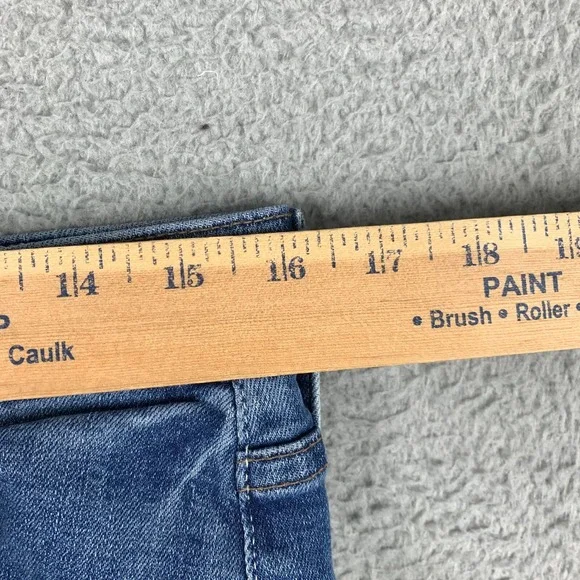 14 15 16 17 18
PAINT
• Brush • Roller •
Caulk